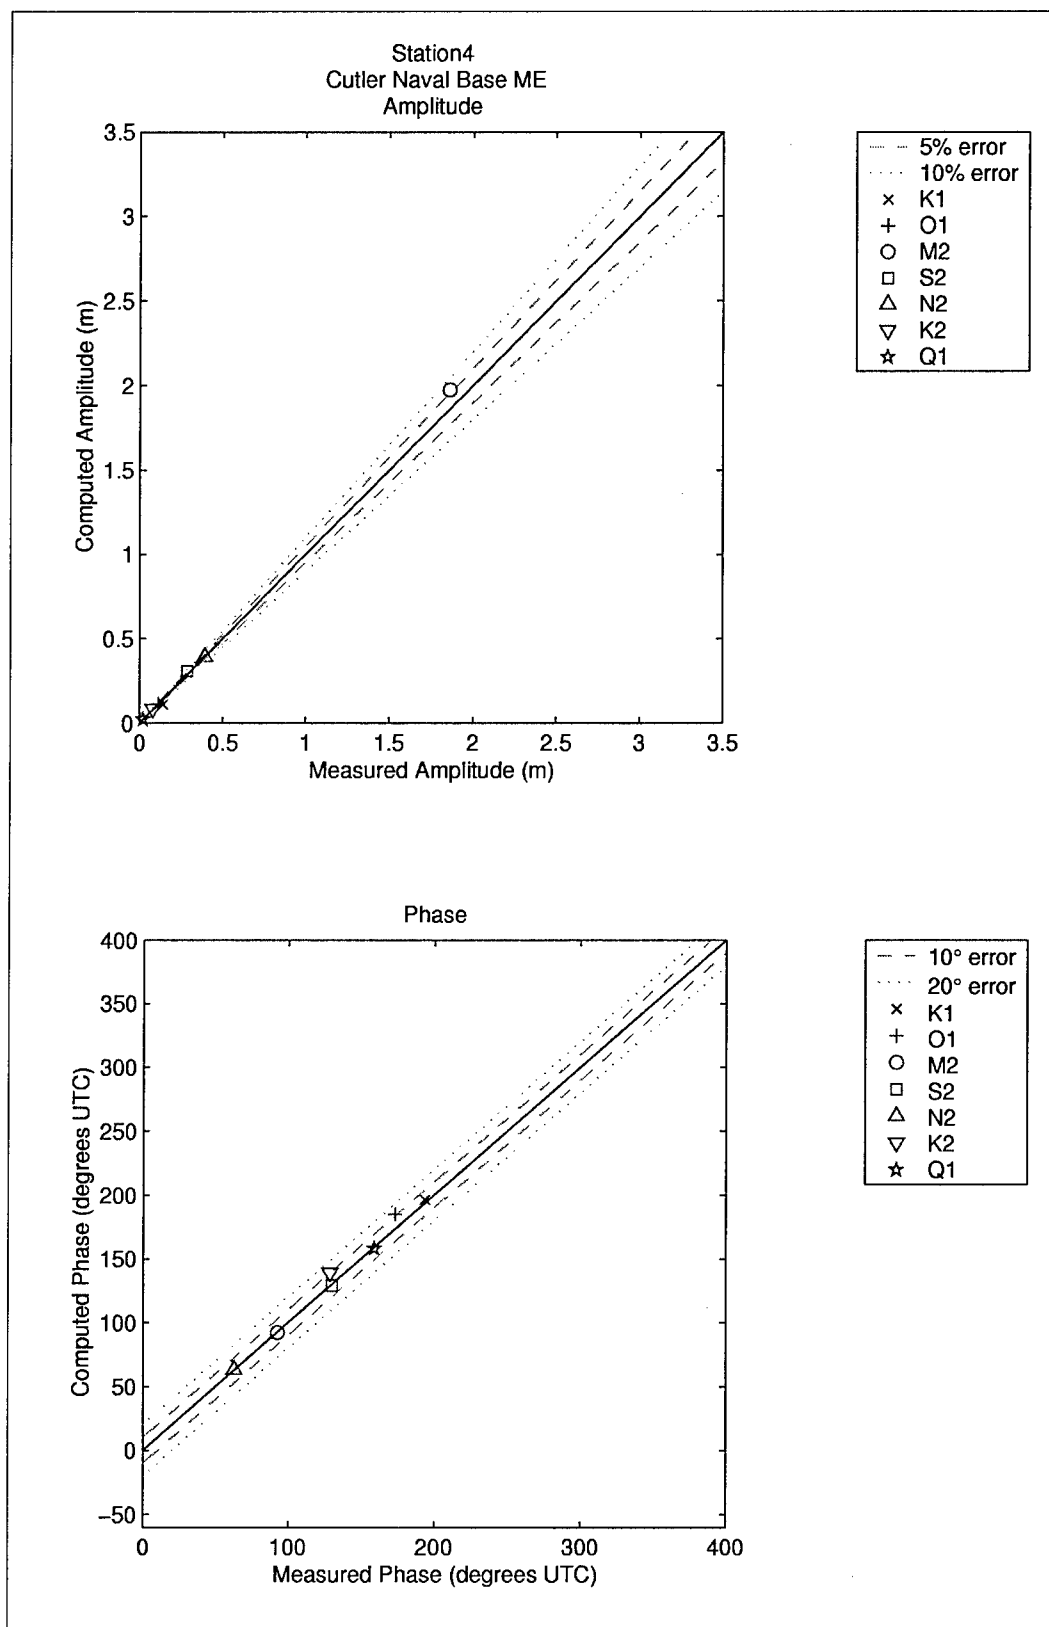 Station4
Cutler Naval Base ME
Amplitude
3.5
3
2.5
2
1.5
1
0.5
0
Computed Amplitude (m)
0 0.5 1 1.5 2 2.5 3 3.5
Measured Amplitude (m)
5% error
10% error
K1
O1
M2
S2
N2
K2
Q1
Phase
400
350
300
250
200
150
100
50
0
−50
Computed Phase (degrees UTC)
0 100 200 300 400
Measured Phase (degrees UTC)
10° error
20° error
K1
O1
M2
S2
N2
K2
Q1